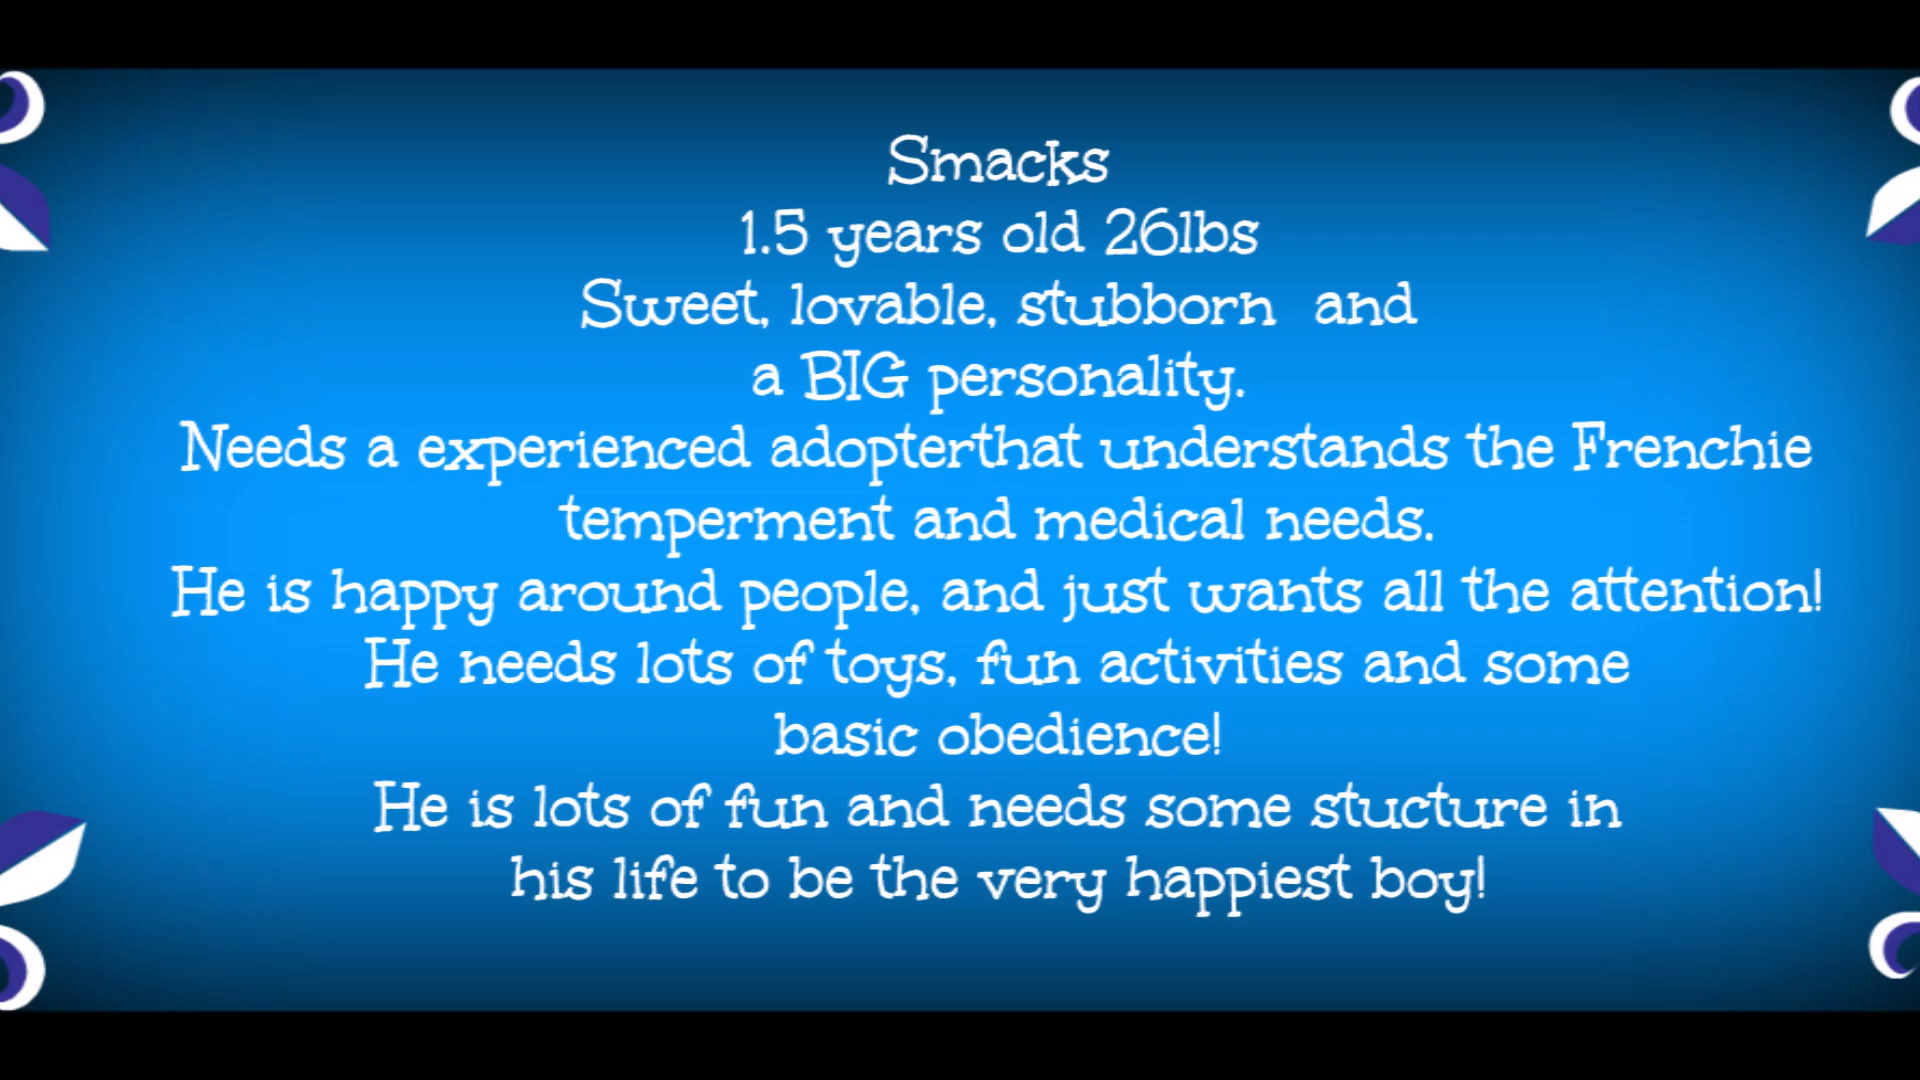 Smacks
1.5 years old 26lbs
Sweet, lovable, stubborn  and
a BIG personality.
Needs a experienced adopterthat understands the Frenchie
temperment and medical needs.
He is happy around people, and just wants all the attention!
He needs lots of toys, fun activities and some
basic obedience!
He is lots of fun and needs some stucture in
his life to be the very happiest boy!